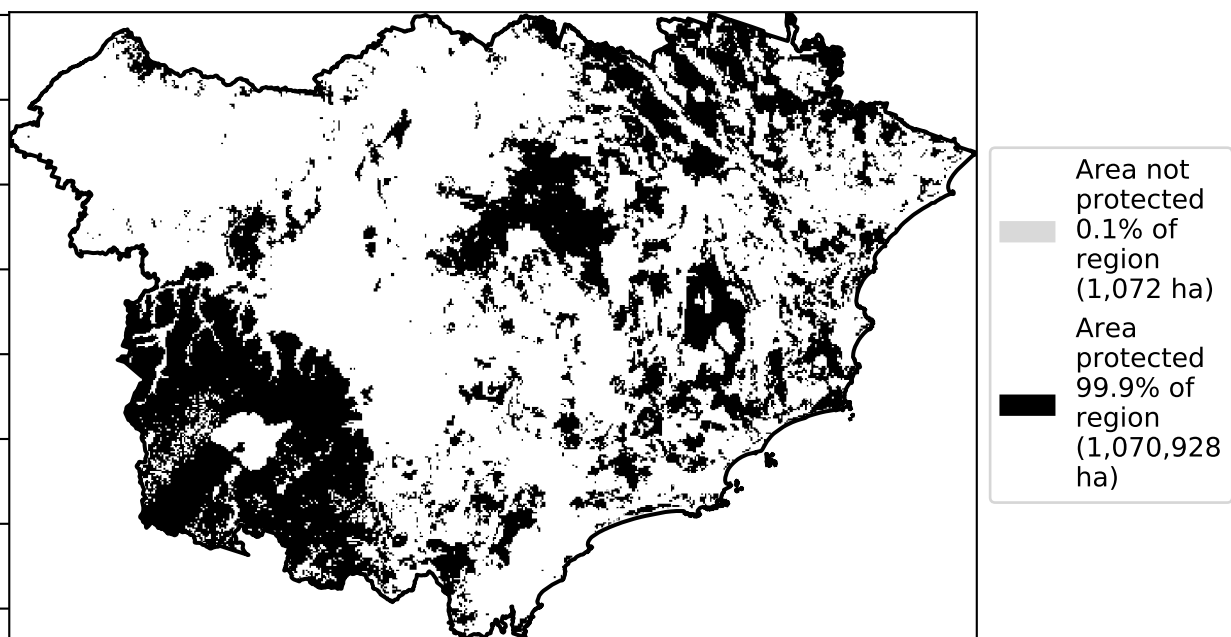 Area not
protected
0.1% of
region
(1,072 ha)
Area
protected
99.9% of
region
(1,070,928
ha)